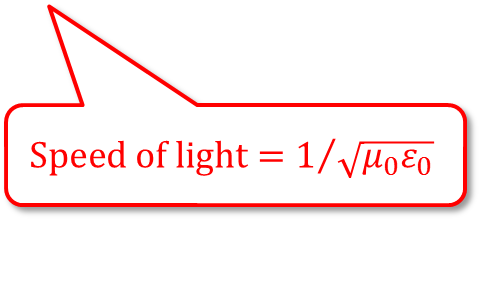 Speed of light = 1/√μ₀ε₀